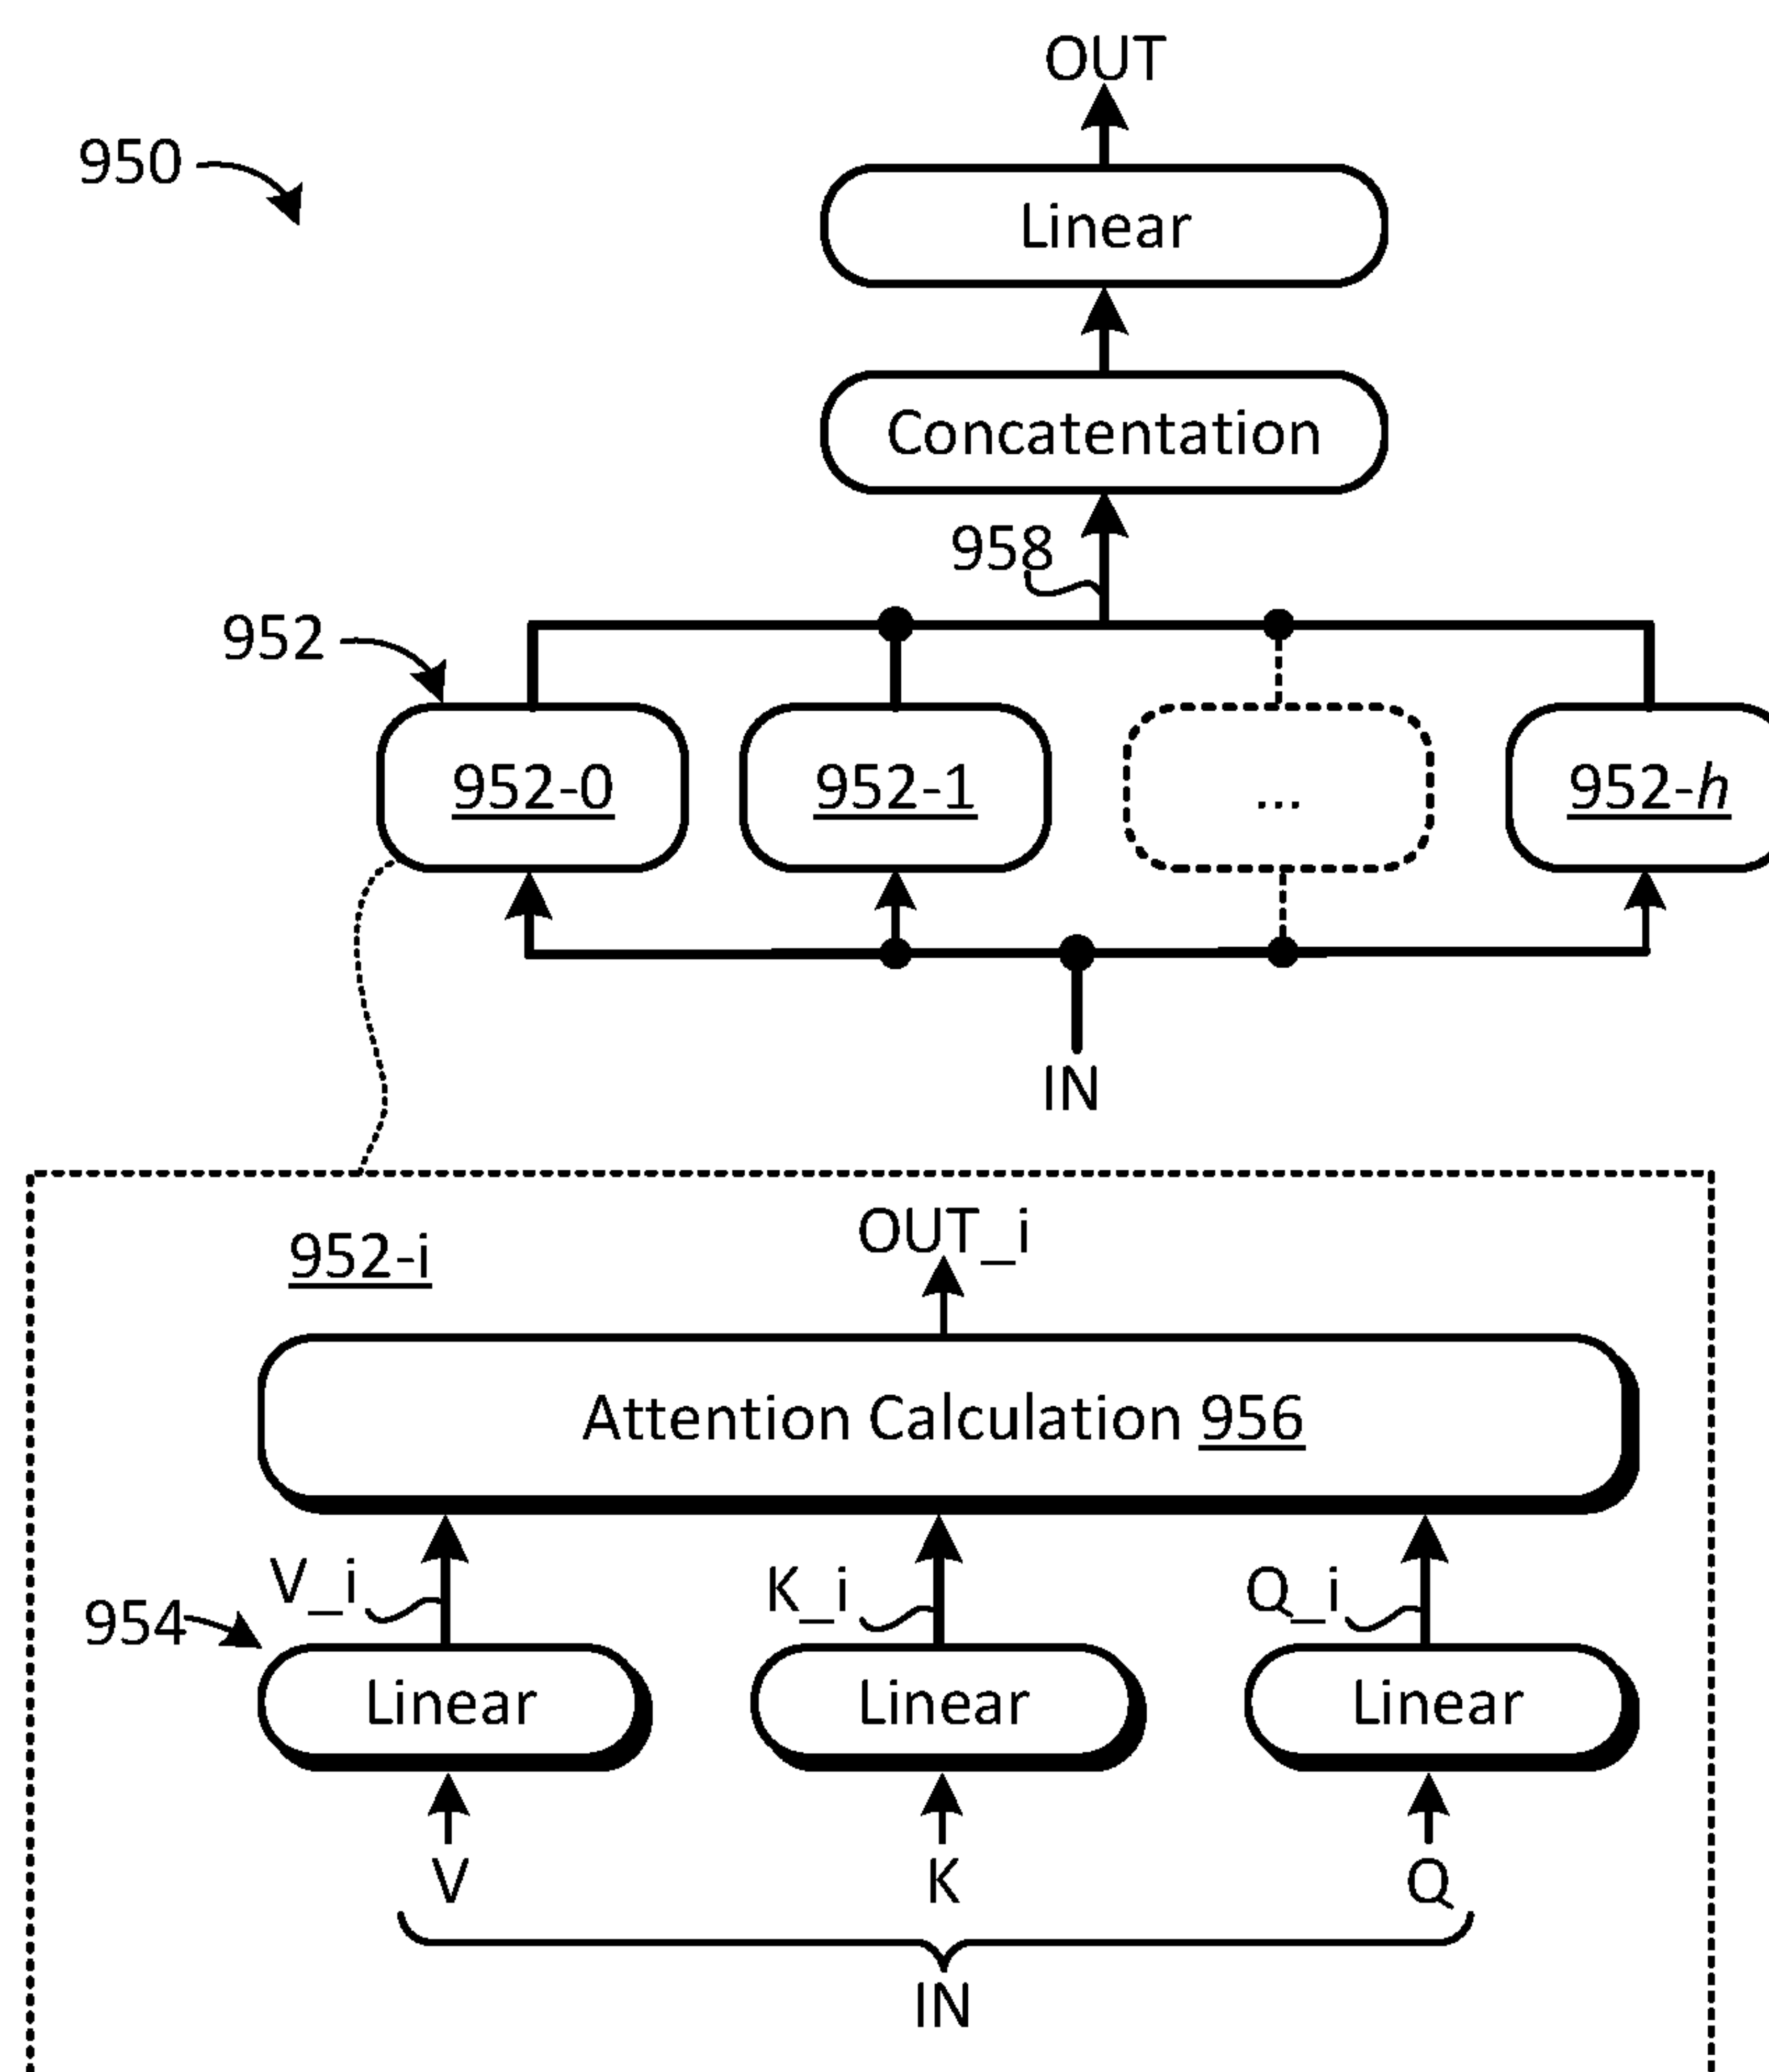 OUT
950
Linear
Concatentation
958
952
952-0 952-1 ... 952-h
IN
952-i
OUT_i
Attention Calculation 956
V_i K_i Q_i
954
Linear Linear Linear
V K Q
IN